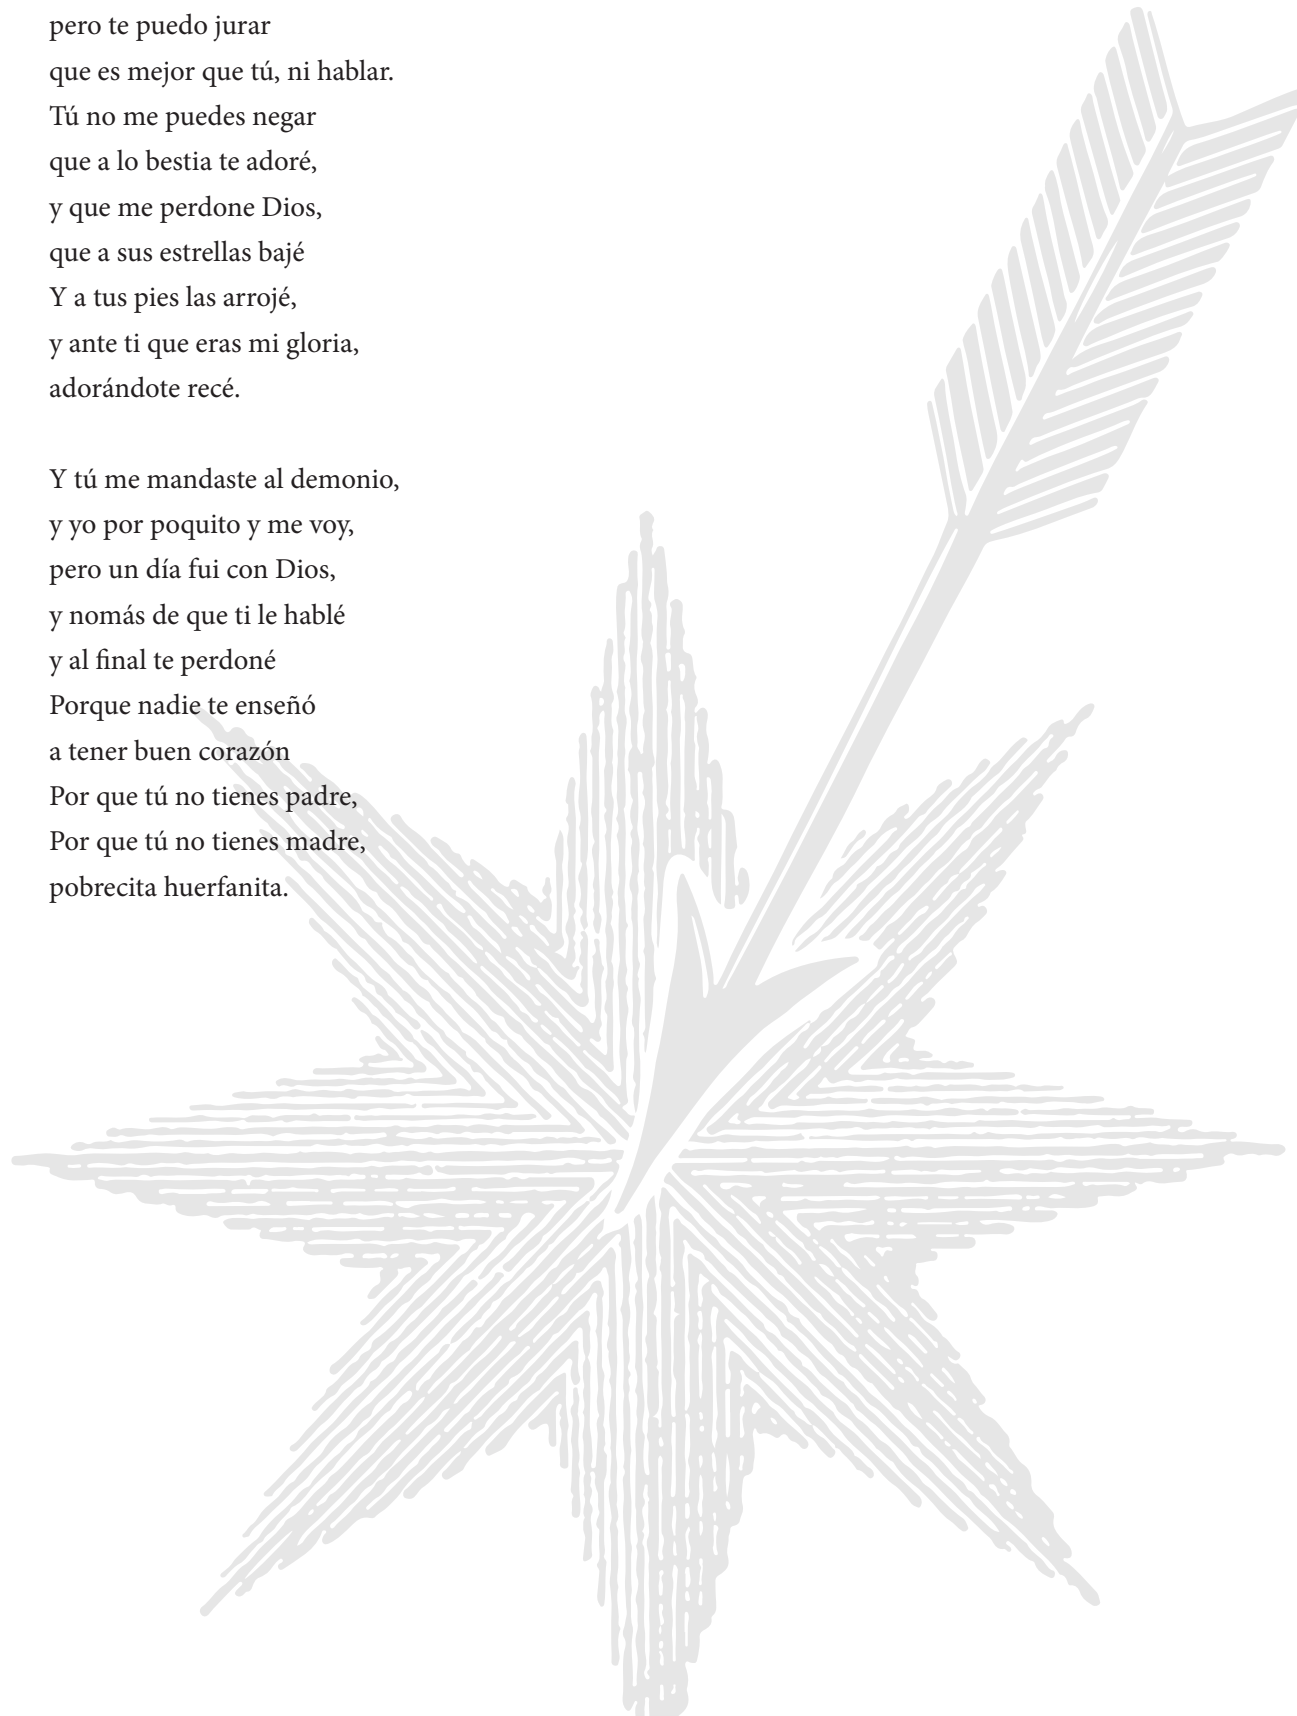 pero te puedo jurar
que es mejor que tú, ni hablar.
Tú no me puedes negar
que a lo bestia te adoré,
y que me perdone Dios,
que a sus estrellas bajé
Y a tus pies las arrojé,
y ante ti que eras mi gloria,
adorándote recé.

Y tú me mandaste al demonio,
y yo por poquito y me voy,
pero un día fui con Dios,
y nomás de que ti le hablé
y al final te perdoné
Porque nadie te enseñó
a tener buen corazón
Por que tú no tienes padre,
Por que tú no tienes madre,
pobrecita huerfanita.